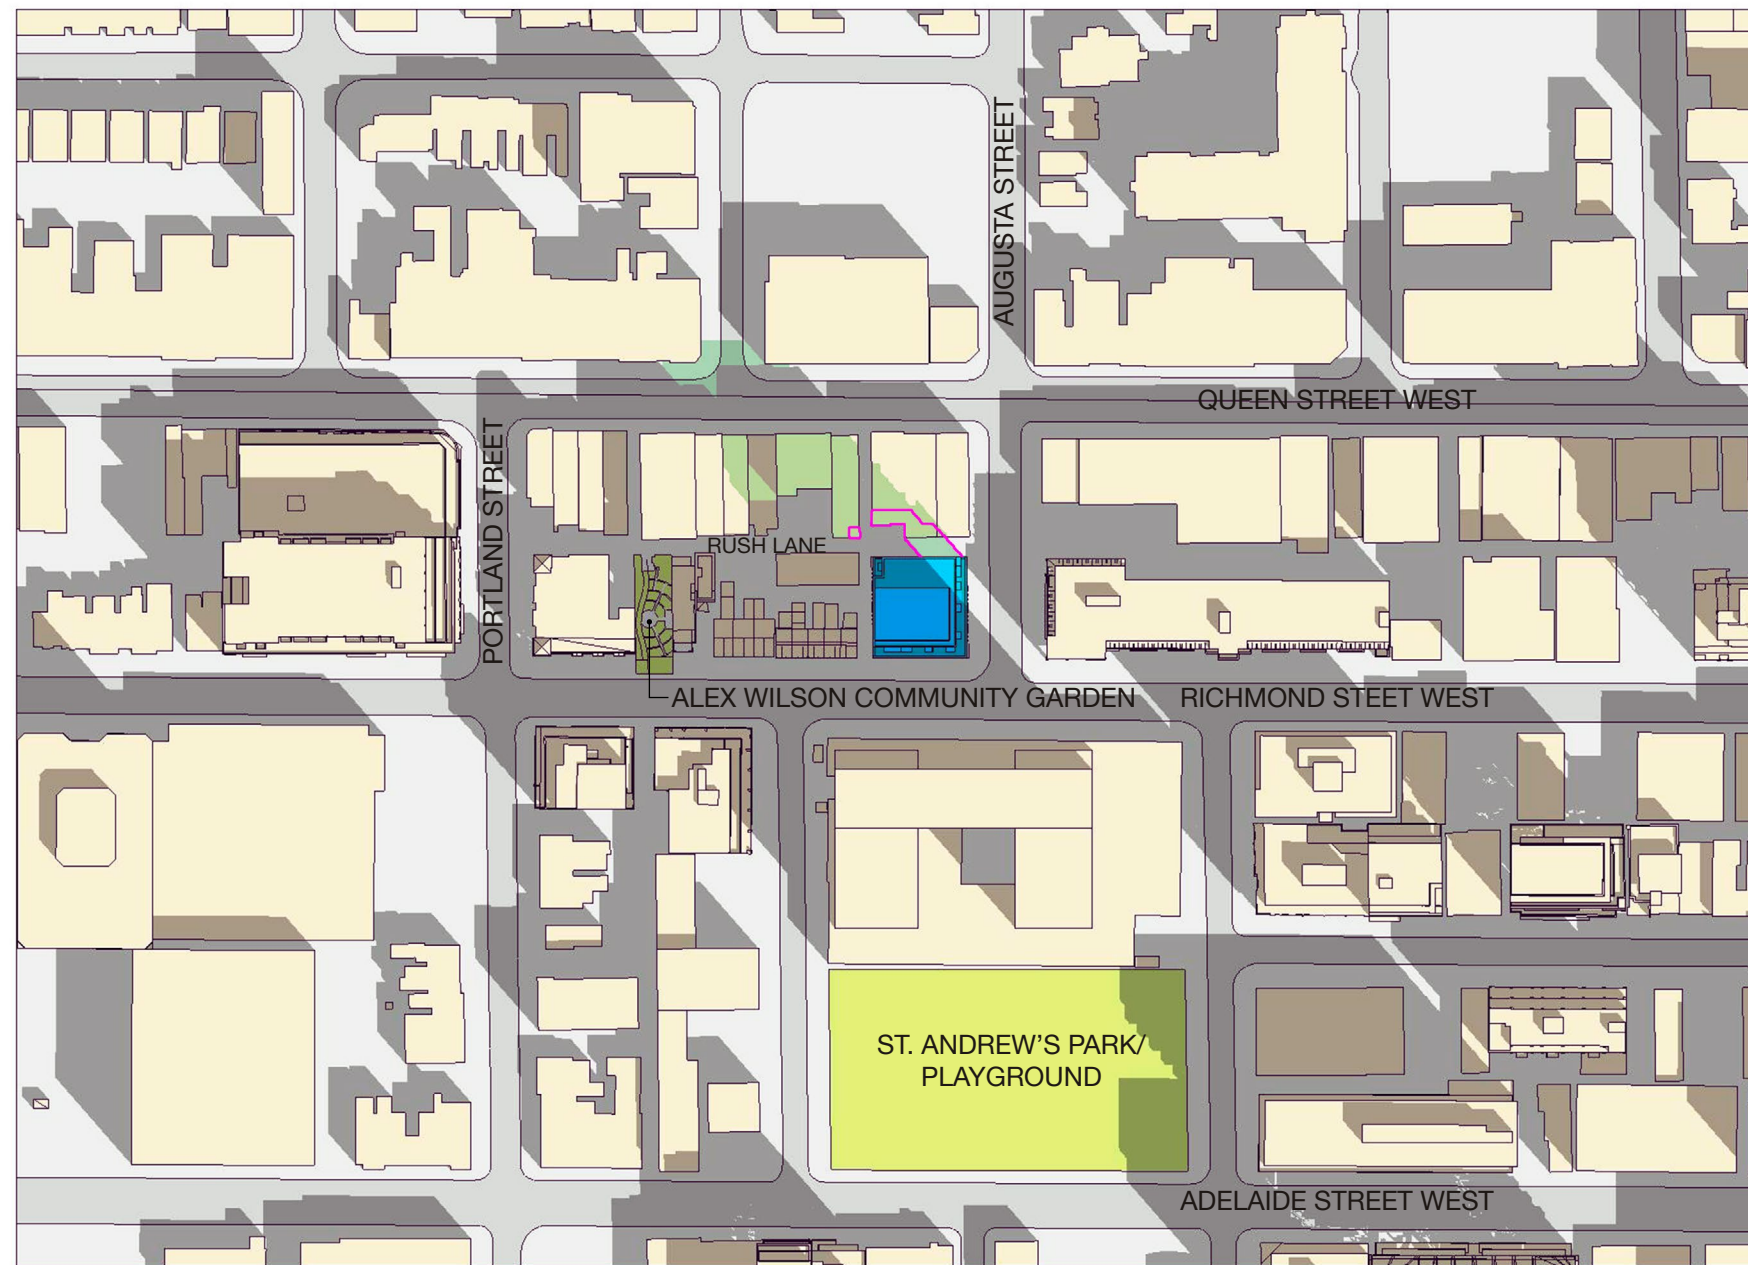 AUGUSTA STREET
QUEEN STREET WEST
PORTLAND STREET
RUSH LANE
ALEX WILSON COMMUNITY GARDEN
RICHMOND STEET WEST
ST. ANDREW'S PARK/
PLAYGROUND
ADELAIDE STREET WEST